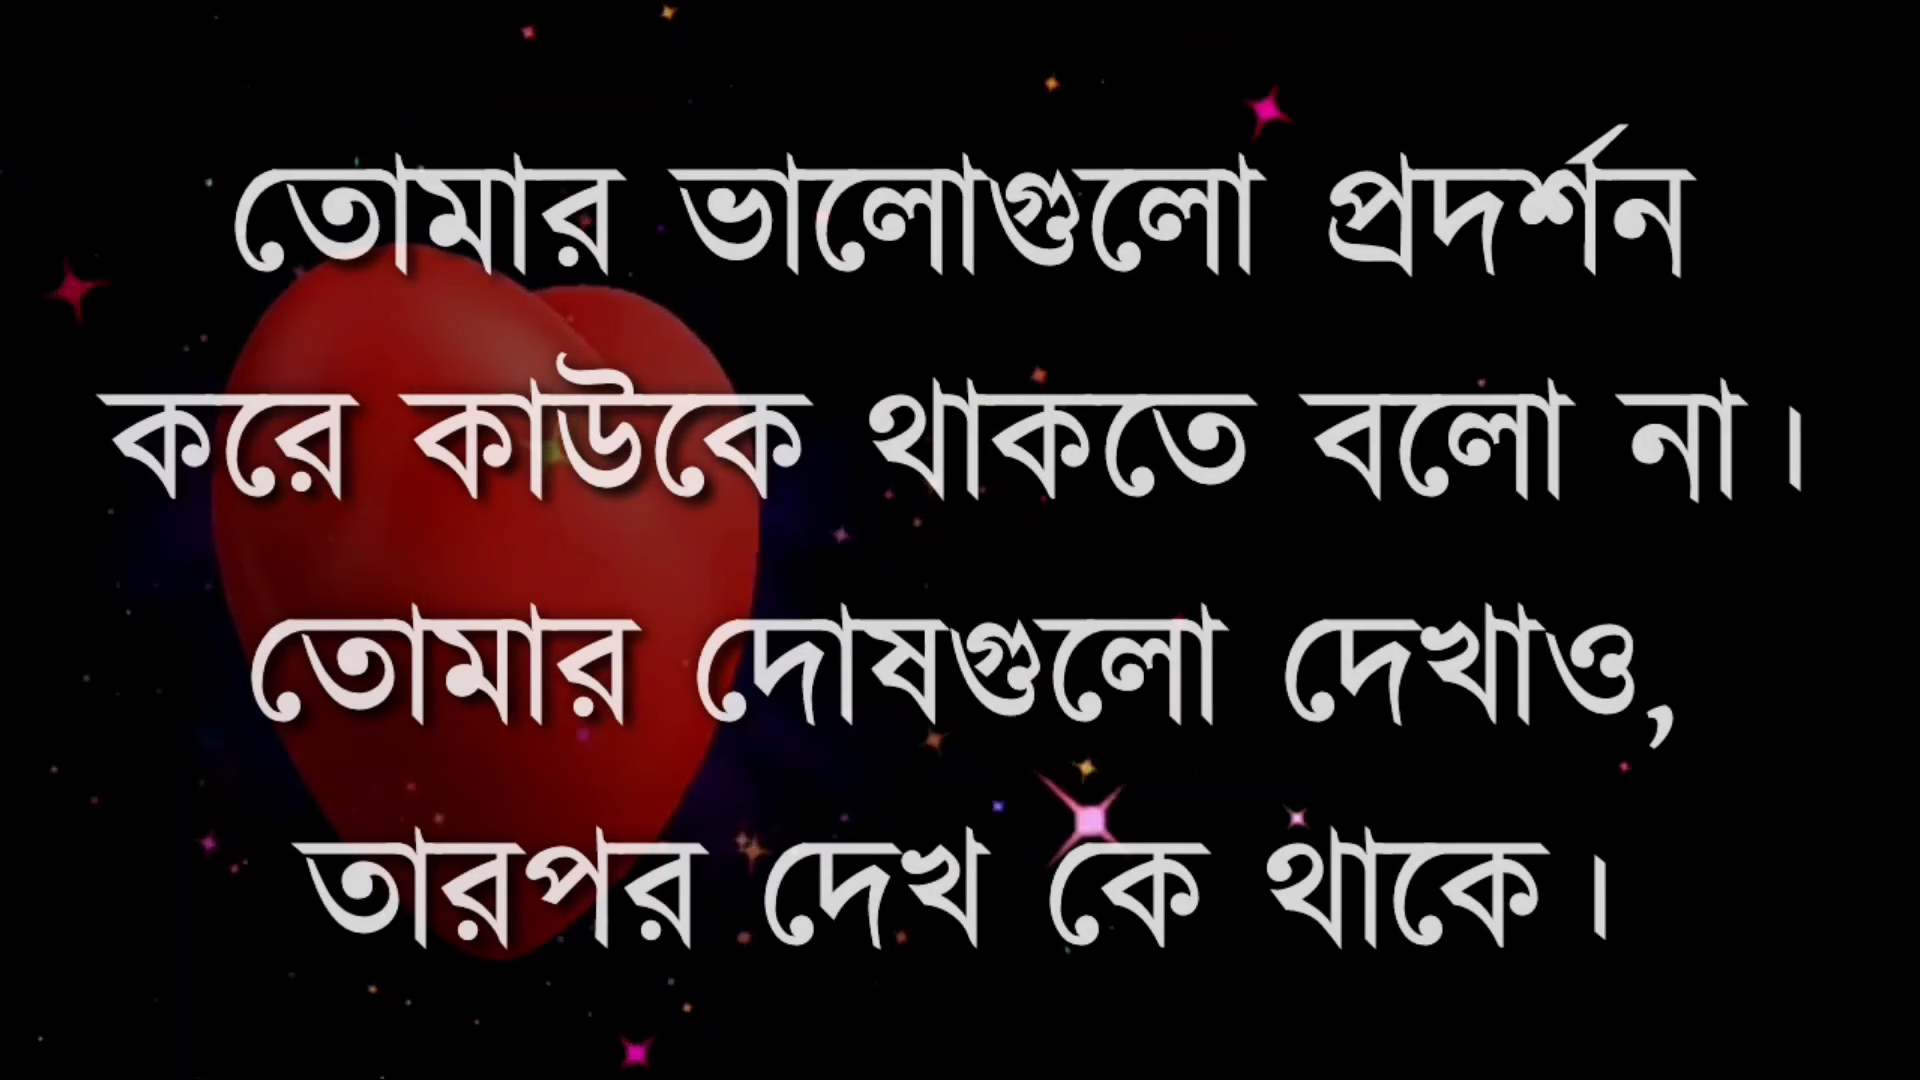 তোমার ভালোগুলো প্রদর্শন
করে কাউকে থাকতে বলো না।
তোমার দোষগুলো দেখাও,
তারপর দেখ কে থাকে।